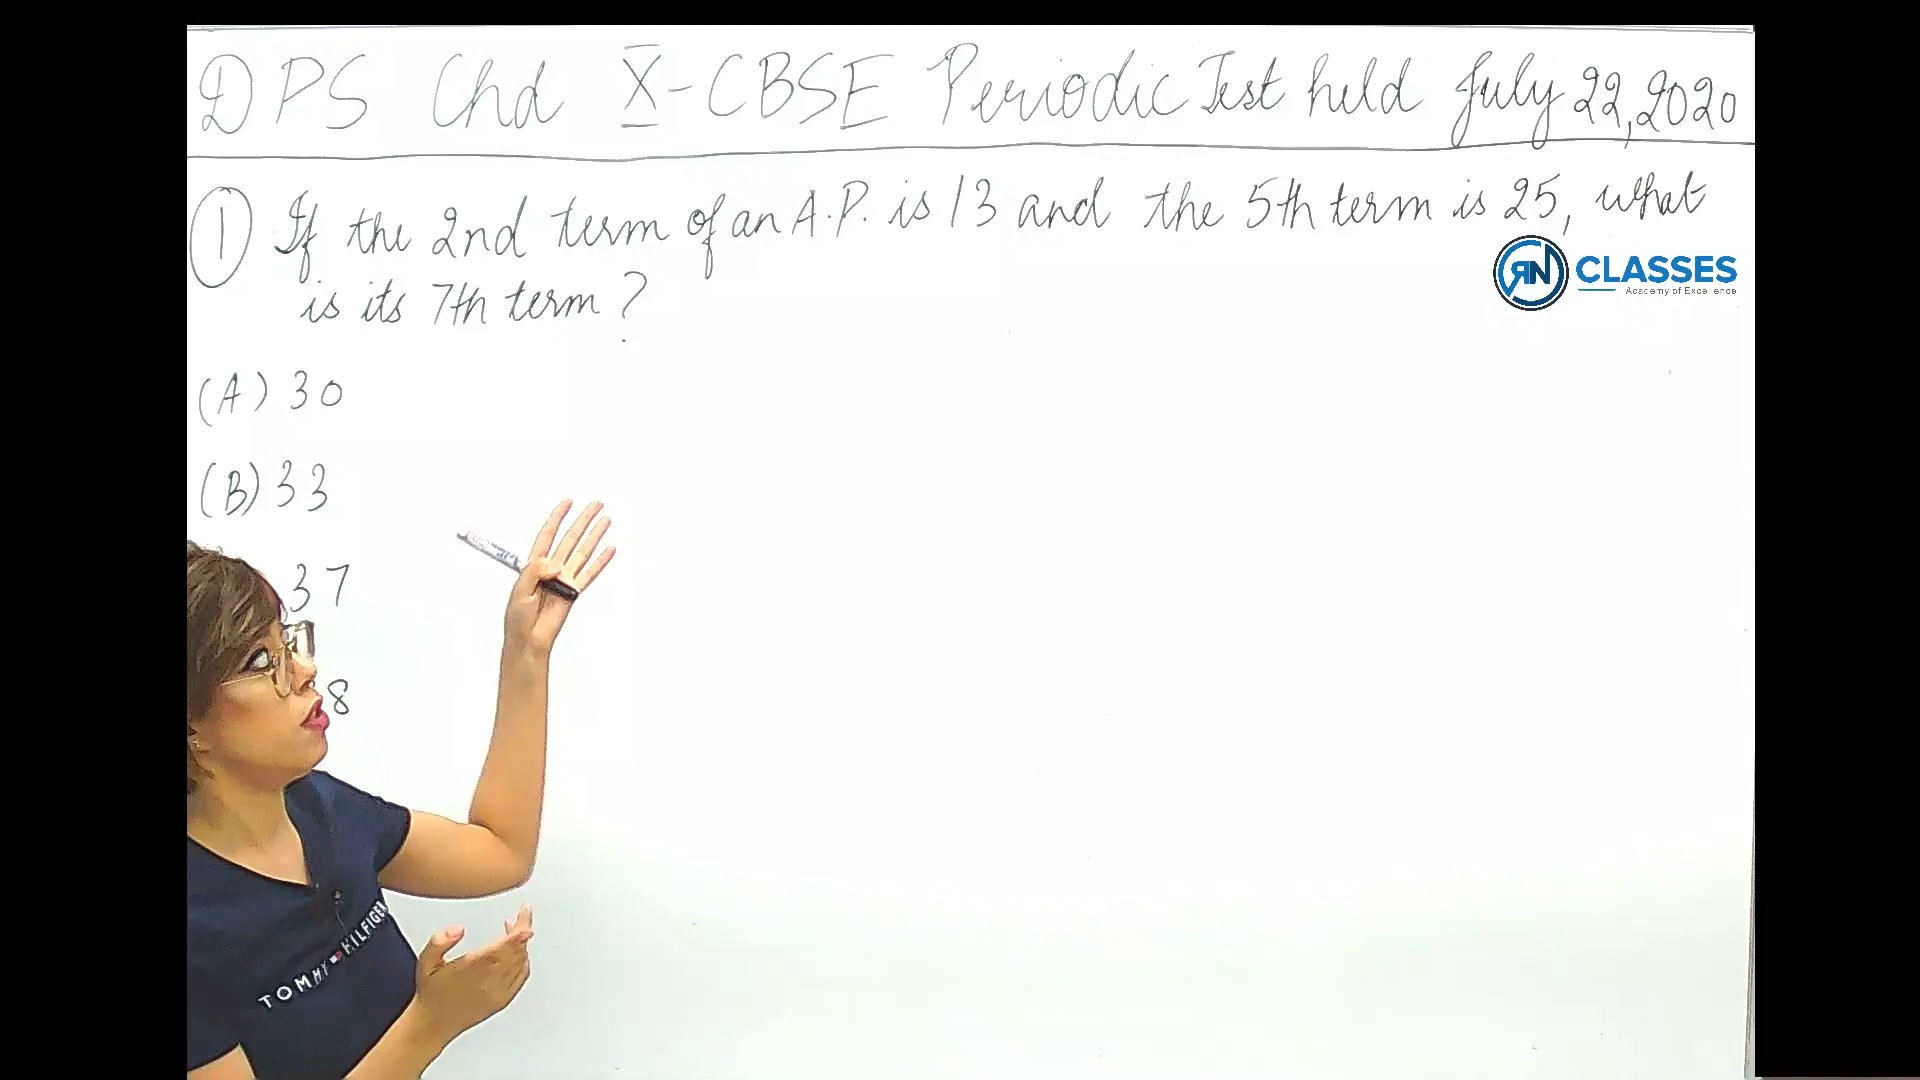 DPS Chd X-CBSE Periodic Test held July 22, 2020
1 If the 2nd term of an A.P. is 13 and the 5th term is 25, what
is its 7th term?
RN CLASSES
Academy of Excellence
(A) 30
(B) 33
37
8
TOMMY HILFIGER